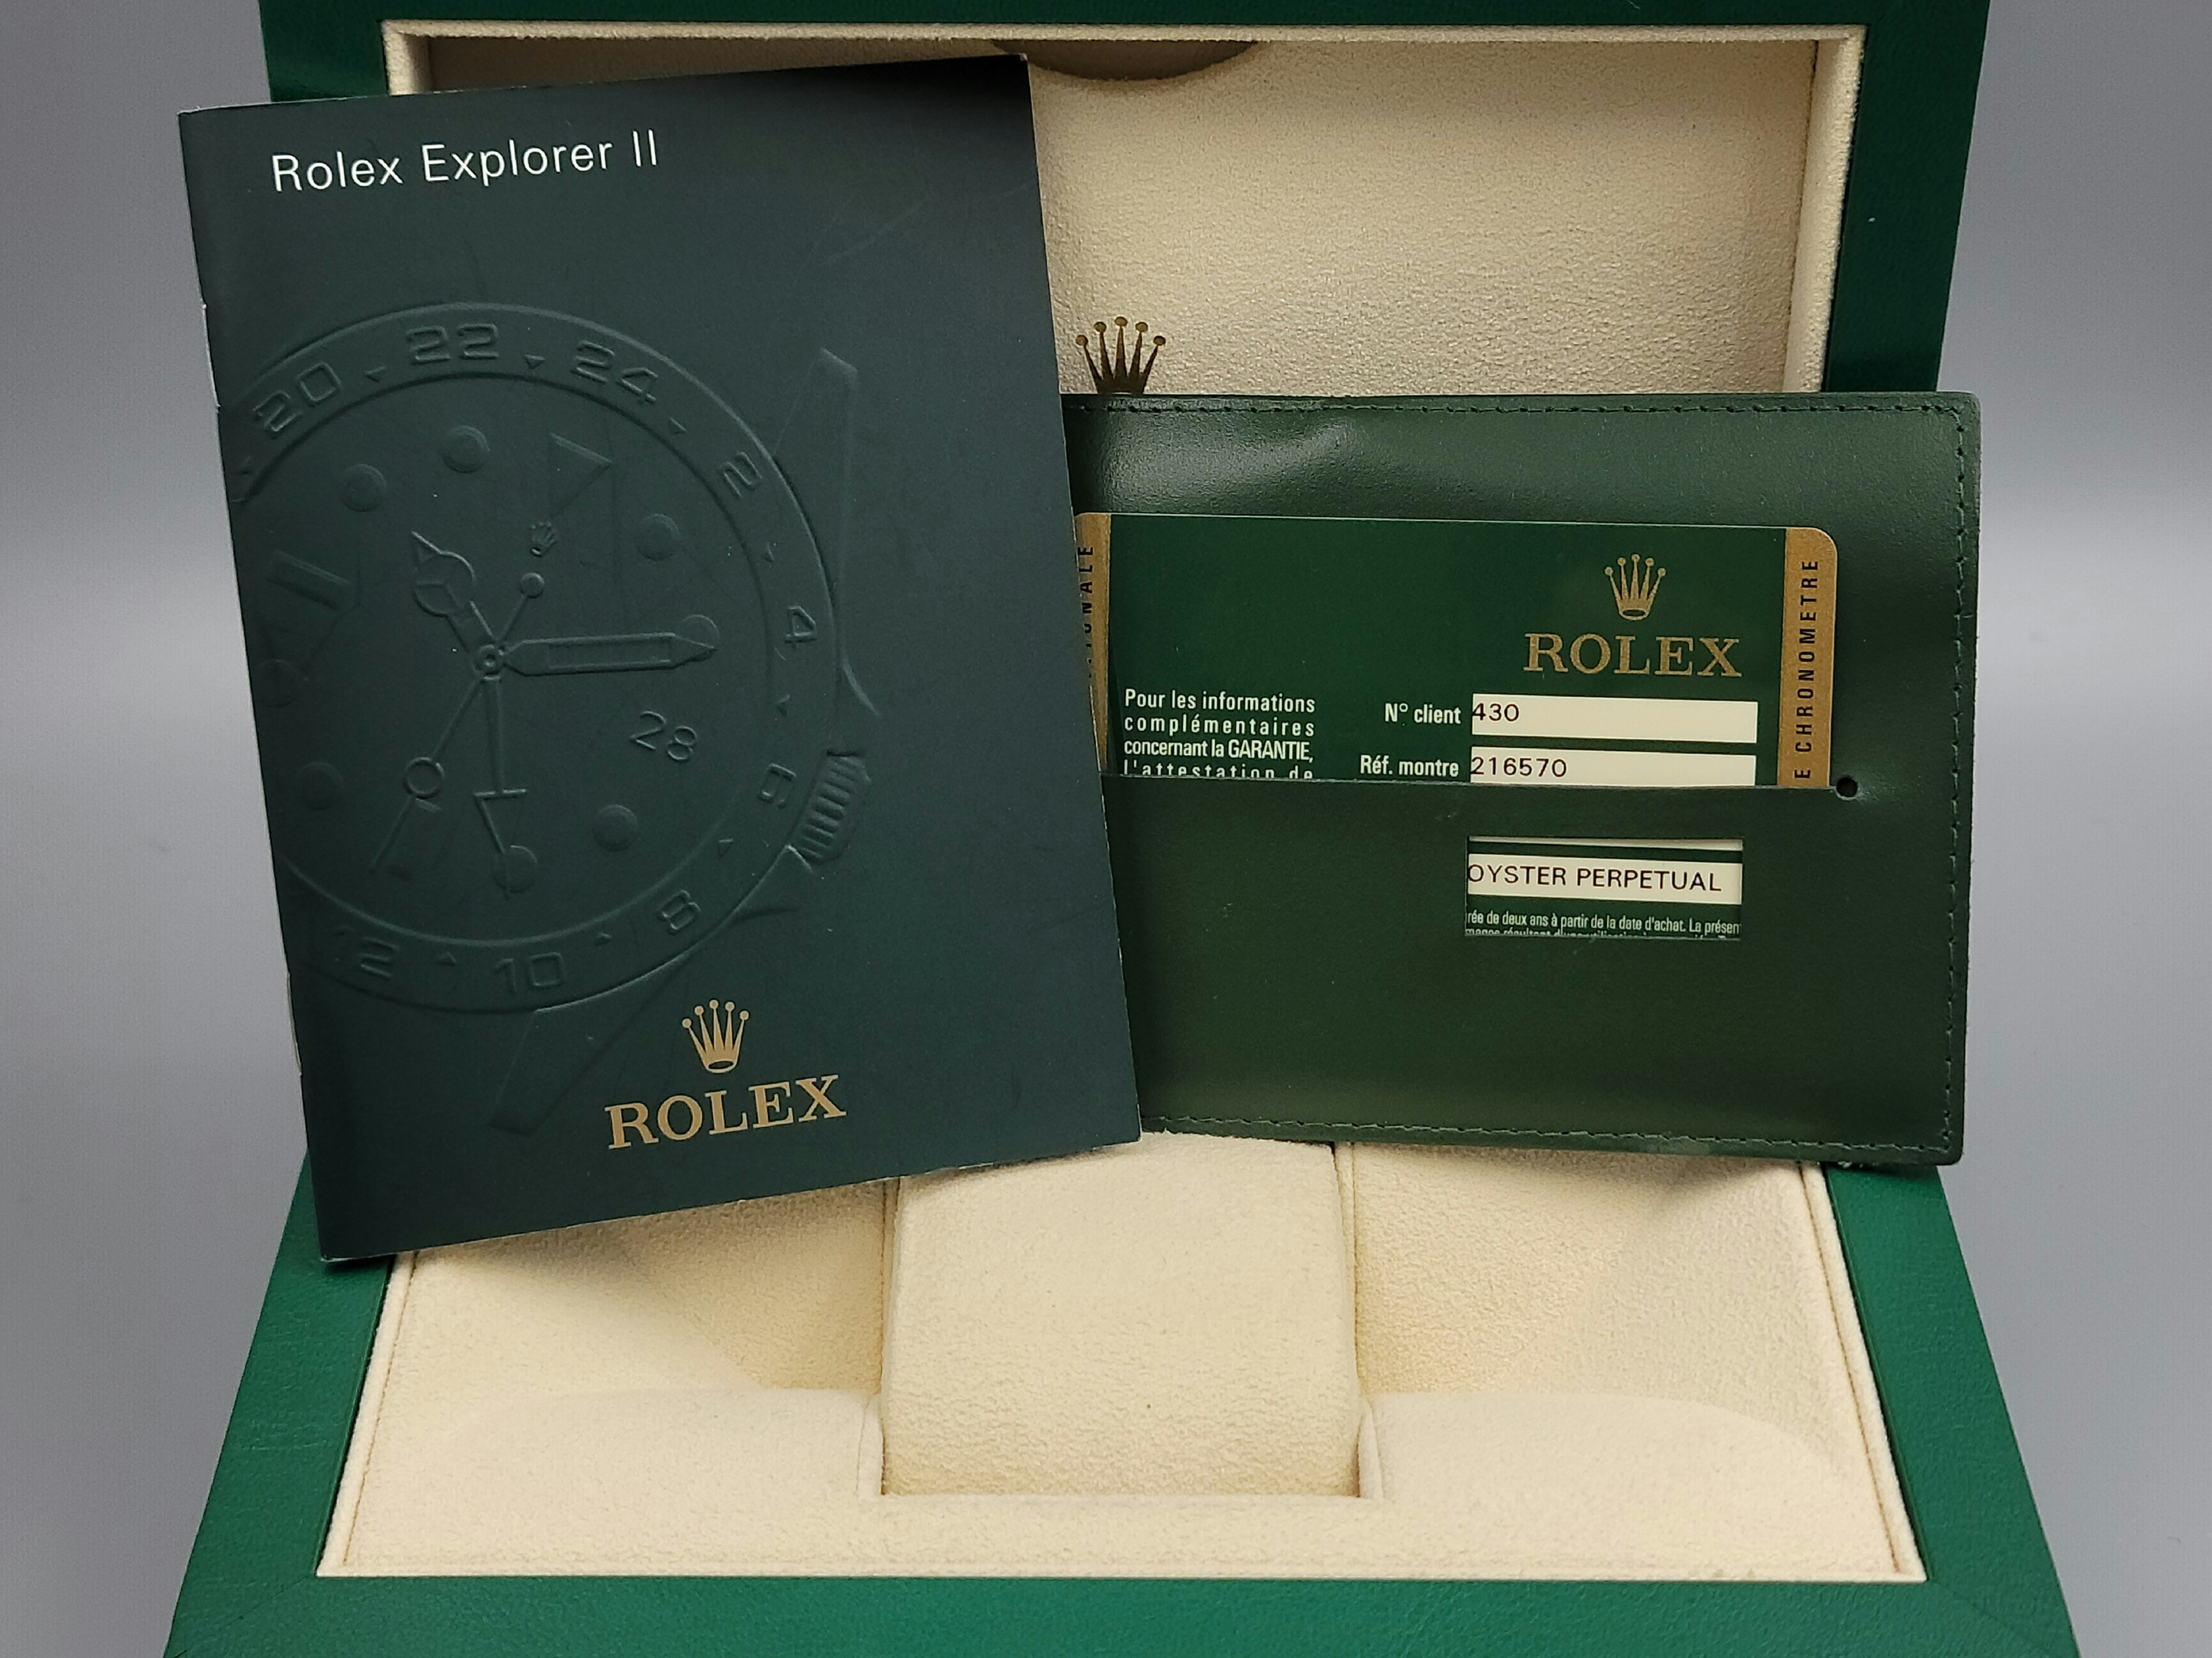 Rolex Explorer II
20
22
24
2
4
28
6
8
10
12
ROLEX
ROLEX
E CHRONOMETRE
Pour les informations
complémentaires
concernant la GARANTIE,
l'attestation de
N° client 430
Réf. montre 216570
OYSTER PERPETUAL
rée de deux ans à partir de la date d'achat. La présen